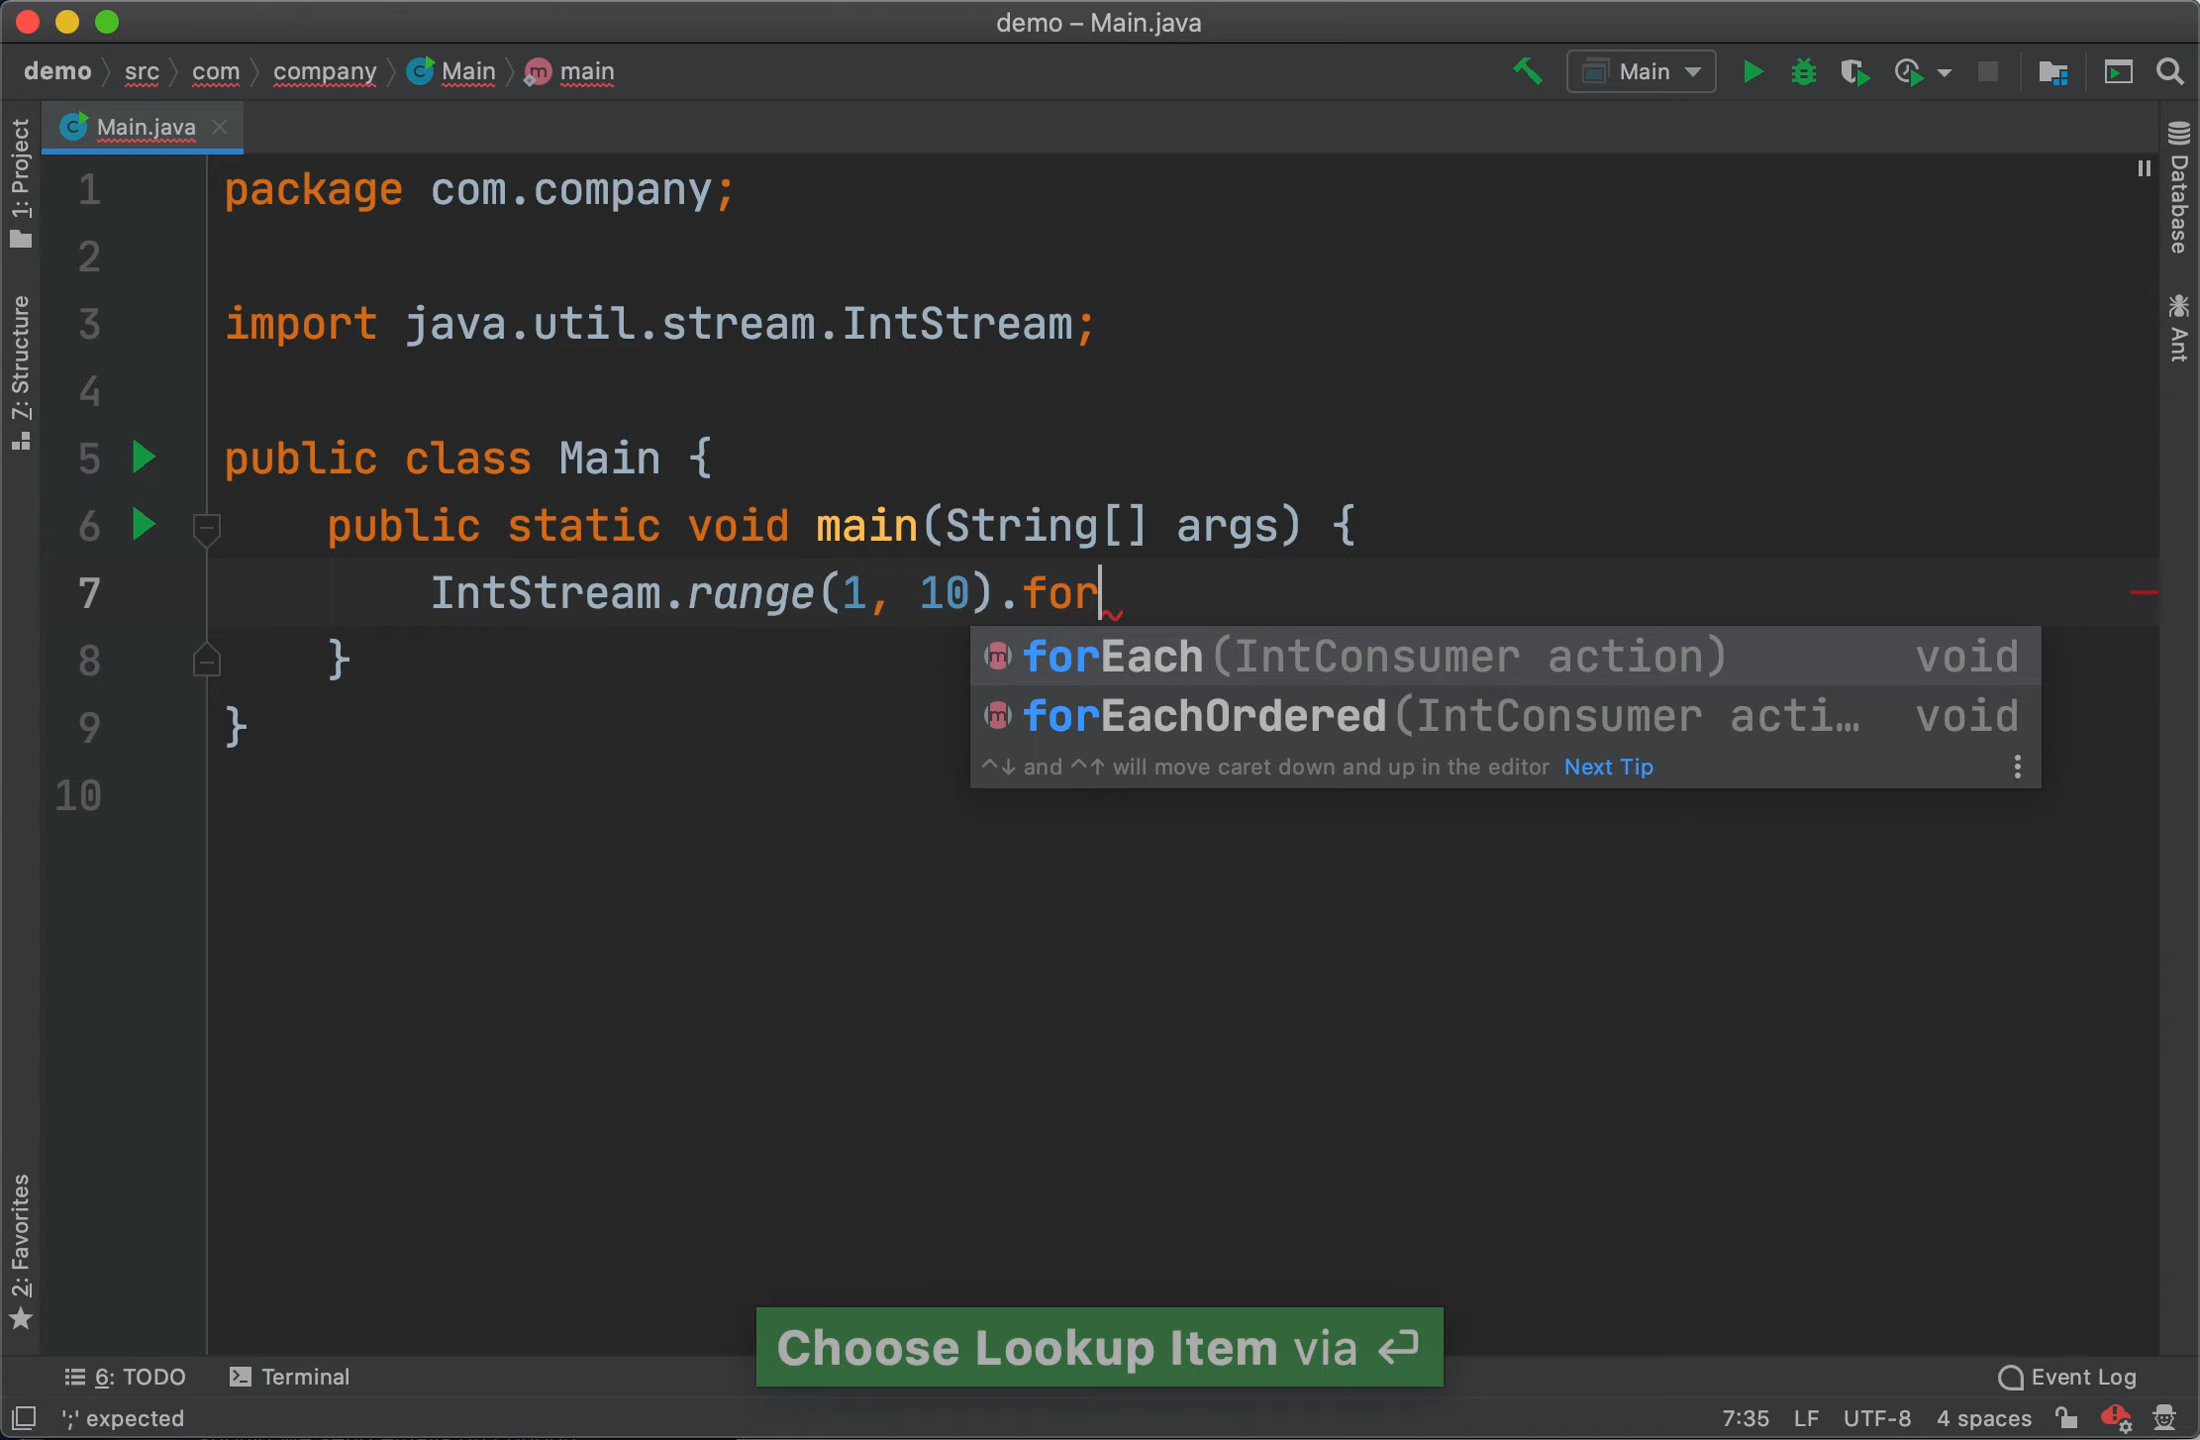 demo – Main.java
demo src com company Main main
Main
Main.java
1: Project
7: Structure
2: Favorites
Database
Ant
1 package com.company;
2
3 import java.util.stream.IntStream;
4
5 public class Main {
6 public static void main(String[] args) {
7 IntStream.range(1, 10).for
8 }
9 }
10
forEach(IntConsumer action) void
forEachOrdered(IntConsumer acti… void
^↓ and ^↑ will move caret down and up in the editor Next Tip
Choose Lookup Item via ⏎
6: TODO Terminal Event Log
';' expected 7:35 LF UTF-8 4 spaces